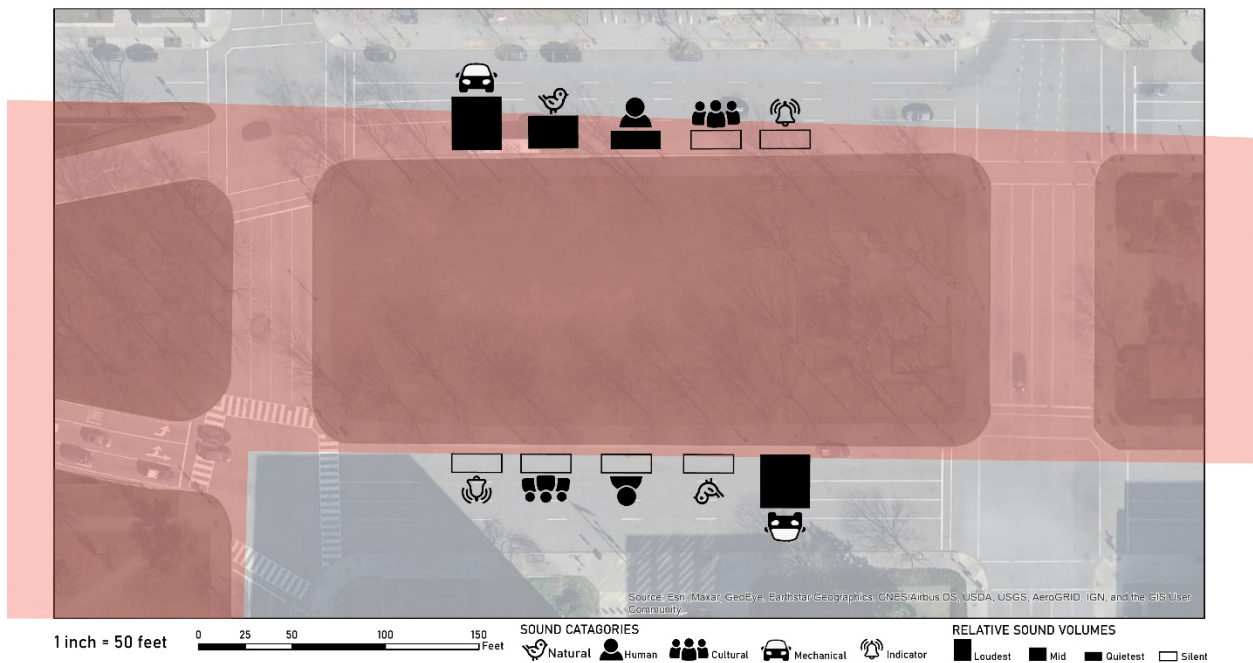 Source: Esri, Maxar, GeoEye, Earthstar Geographics, CNES/Airbus DS, USDA, USGS, AeroGRID, IGN, and the GIS User
Community
1 inch = 50 feet
0 25 50 100 150
Feet
SOUND CATAGORIES
Natural Human Cultural Mechanical Indicator
RELATIVE SOUND VOLUMES
Loudest Mid Quietest Silent